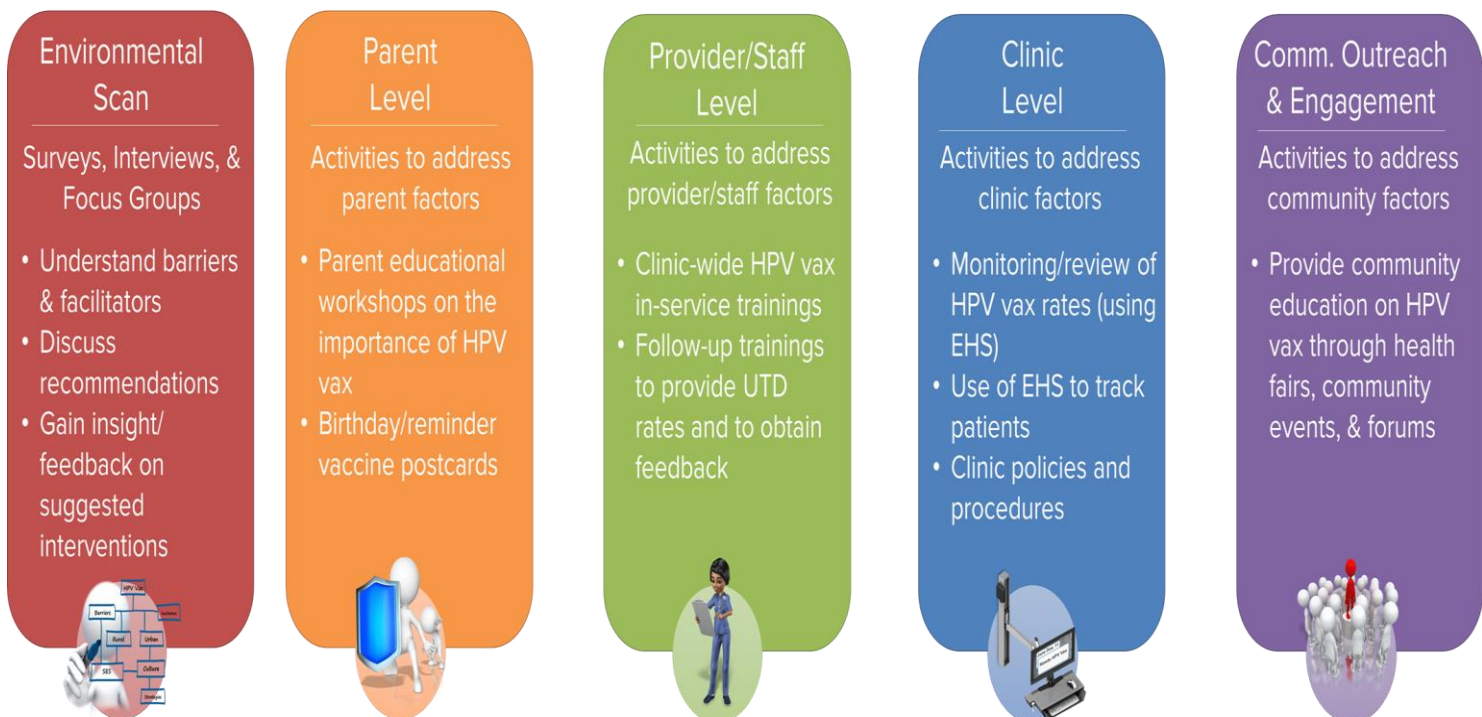 Environmental
Scan
Surveys, Interviews, &
Focus Groups
• Understand barriers
& facilitators
• Discuss
recommendations
• Gain insight/
feedback on
suggested
interventions
HPV Vax
Barriers
Rural
Urban
SES
Culture
Parent
Level
Activities to address
parent factors
• Parent educational
workshops on the
importance of HPV
vax
• Birthday/reminder
vaccine postcards
Provider/Staff
Level
Activities to address
provider/staff factors
• Clinic-wide HPV vax
in-service trainings
• Follow-up trainings
to provide UTD
rates and to obtain
feedback
Clinic
Level
Activities to address
clinic factors
• Monitoring/review of
HPV vax rates (using
EHS)
• Use of EHS to track
patients
• Clinic policies and
procedures
Comm. Outreach
& Engagement
Activities to address
community factors
• Provide community
education on HPV
vax through health
fairs, community
events, & forums